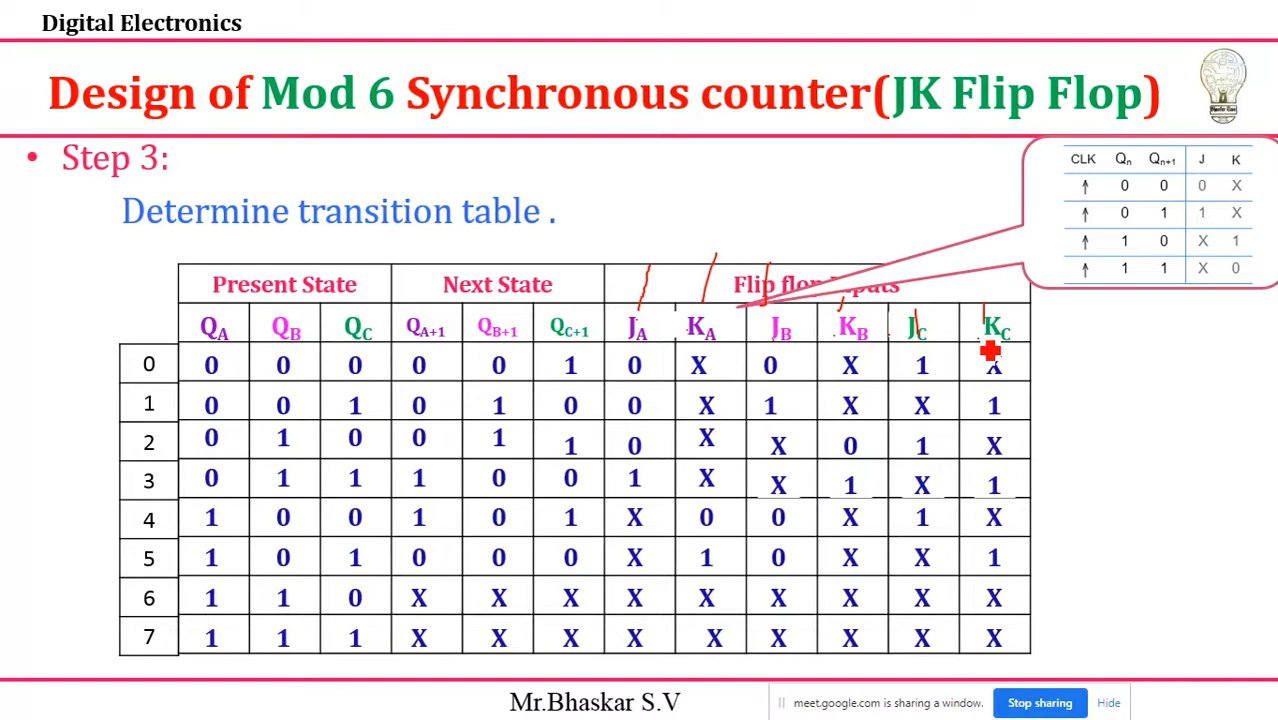 Digital Electronics
Design of Mod 6 Synchronous counter(JK Flip Flop)
• Step 3:
Determine transition table .
CLK Qn Qn+1 J K
↑ 0 0 0 X
↑ 0 1 1 X
↑ 1 0 X 1
↑ 1 1 X 0
Present State Next State Flip flop Inputs
QA QB QC QA+1 QB+1 QC+1 JA KA JB KB JC KC
0 0 0 0 0 0 1 0 X 0 X 1 X
1 0 0 1 0 1 0 0 X 1 X X 1
2 0 1 0 0 1 1 0 X X 0 1 X
3 0 1 1 1 0 0 1 X X 1 X 1
4 1 0 0 1 0 1 X 0 0 X 1 X
5 1 0 1 0 0 0 X 1 0 X X 1
6 1 1 0 X X X X X X X X X
7 1 1 1 X X X X X X X X X
Mr.Bhaskar S.V
meet.google.com is sharing a window. Stop sharing Hide